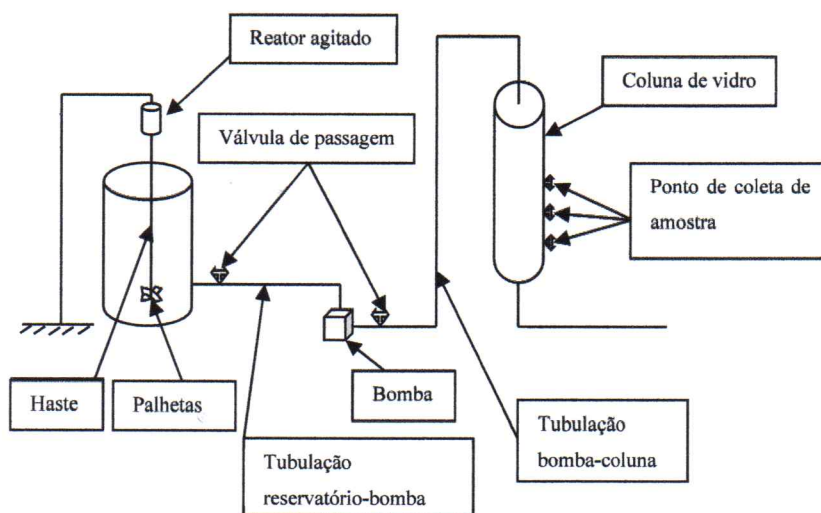 Reator agitado
Coluna de vidro
Válvula de passagem
Ponto de coleta de
amostra
Haste
Palhetas
Bomba
Tubulação
bomba-coluna
Tubulação
reservatório-bomba